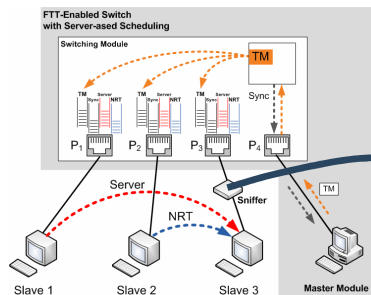 FTT-Enabled Switch
with Server-ased Scheduling
Switching Module
TM
TM Sync Server NRT
TM Sync Server NRT
TM Sync Server NRT
Sync
P1
P2
P3
P4
Server
NRT
Sniffer
TM
Slave 1
Slave 2
Slave 3
Master Module